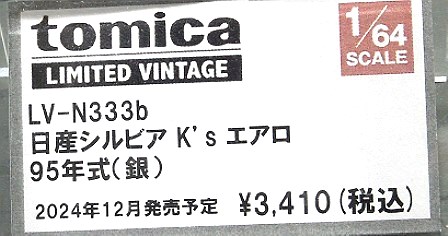 tomica
LIMITED VINTAGE
1/64
SCALE
LV-N333b
日産シルビア K's エアロ
95年式(銀)
2024年12月発売予定 ¥3,410(税込)